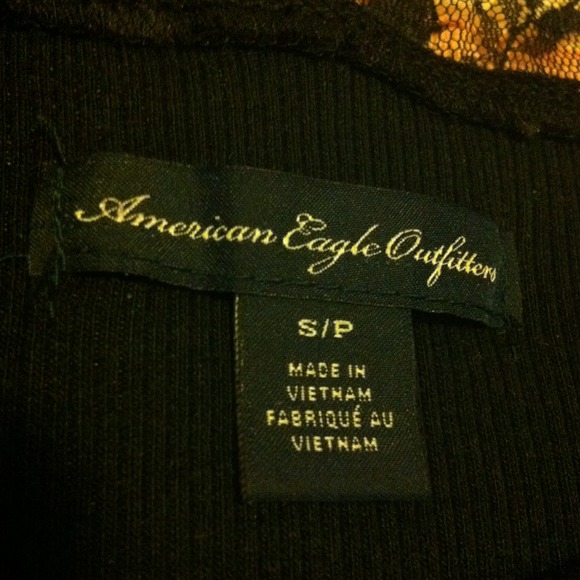 American Eagle Outfitters
S/P
MADE IN
VIETNAM
FABRIQUÉ AU
VIETNAM